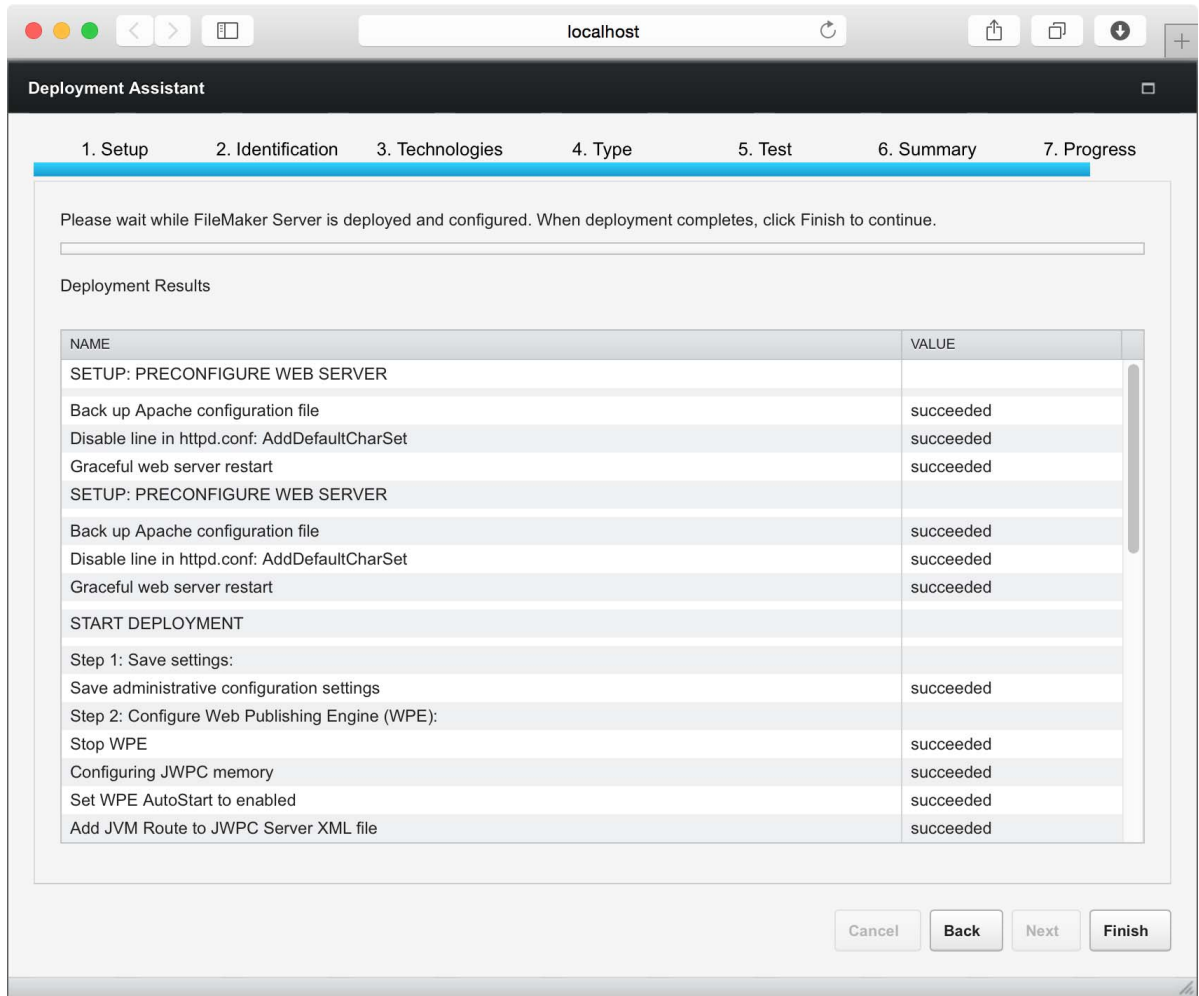 localhost
Deployment Assistant
1. Setup 2. Identification 3. Technologies 4. Type 5. Test 6. Summary 7. Progress
Please wait while FileMaker Server is deployed and configured. When deployment completes, click Finish to continue.
Deployment Results
NAME VALUE
SETUP: PRECONFIGURE WEB SERVER
Back up Apache configuration file succeeded
Disable line in httpd.conf: AddDefaultCharSet succeeded
Graceful web server restart succeeded
SETUP: PRECONFIGURE WEB SERVER
Back up Apache configuration file succeeded
Disable line in httpd.conf: AddDefaultCharSet succeeded
Graceful web server restart succeeded
START DEPLOYMENT
Step 1: Save settings:
Save administrative configuration settings succeeded
Step 2: Configure Web Publishing Engine (WPE):
Stop WPE succeeded
Configuring JWPC memory succeeded
Set WPE AutoStart to enabled succeeded
Add JVM Route to JWPC Server XML file succeeded
Cancel Back Next Finish